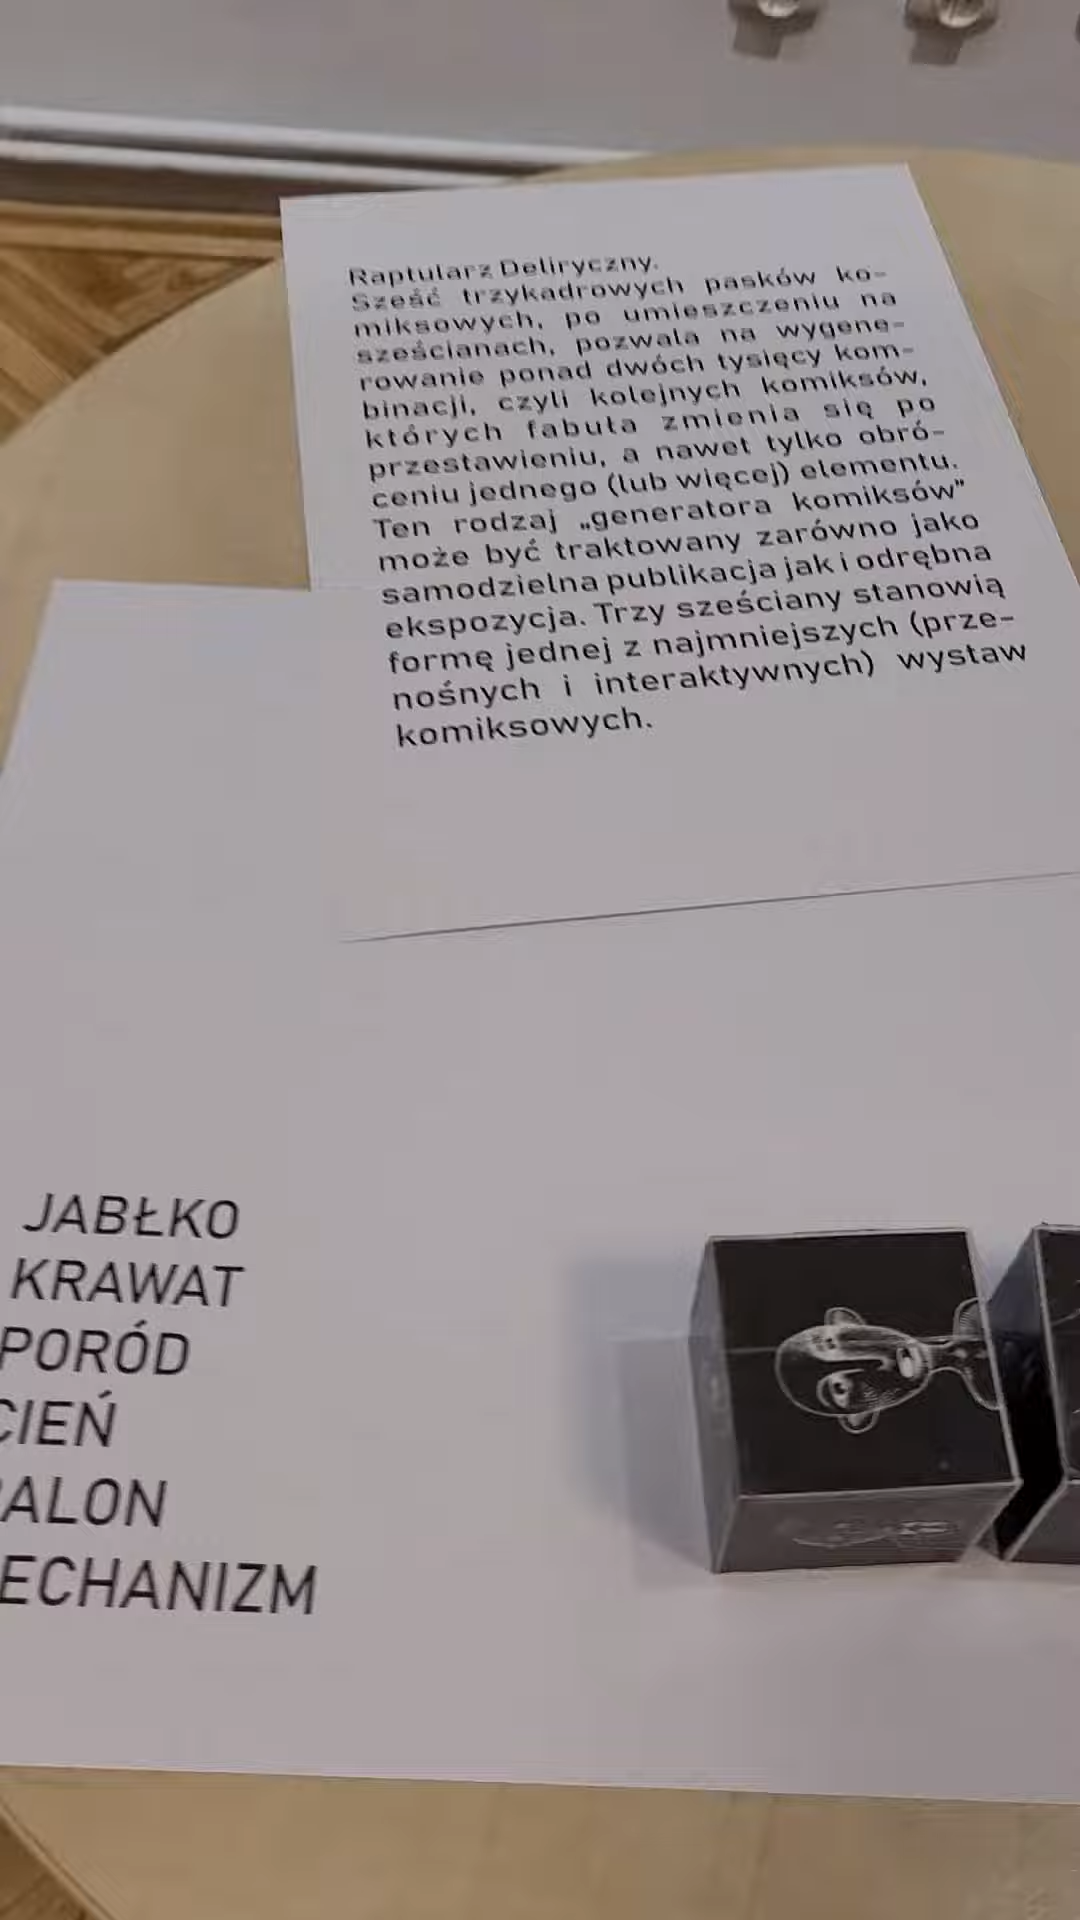 Raptularz Deliryczny.
Sześć trzykadrowych pasków ko-
miksowych, po umieszczeniu na
sześcianach, pozwala na wygene-
rowanie ponad dwóch tysięcy kom-
binacji, czyli kolejnych komiksów,
których fabuła zmienia się po
przestawieniu, a nawet tylko obró-
ceniu jednego (lub więcej) elementu.
Ten rodzaj „generatora komiksów”
może być traktowany zarówno jako
samodzielna publikacja jak i odrębna
ekspozycja. Trzy sześciany stanowią
formę jednej z najmniejszych (prze-
nośnych i interaktywnych) wystaw
komiksowych.
JABŁKO
KRAWAT
PORÓD
CIEŃ
ALON
ECHANIZM